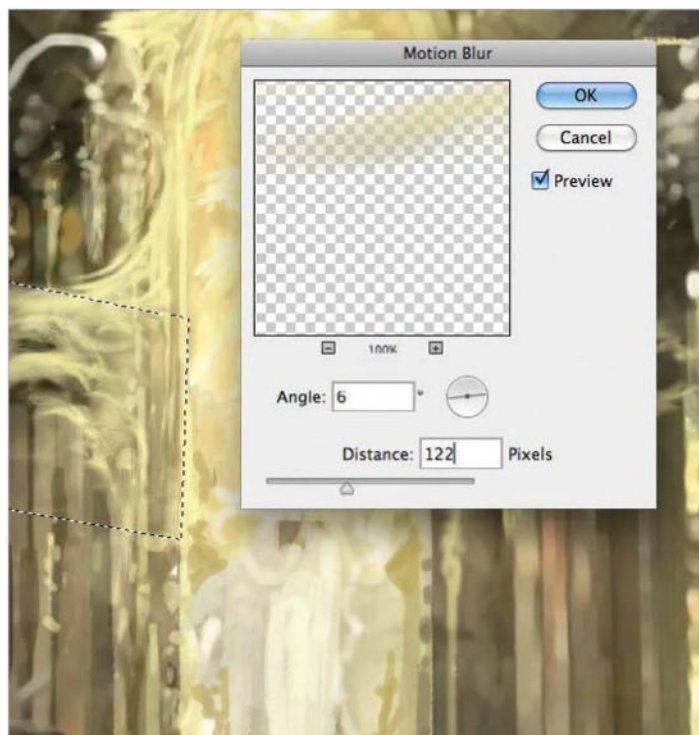 Motion Blur
OK
Cancel
Preview
100%
Angle: 6 °
Distance: 122 Pixels